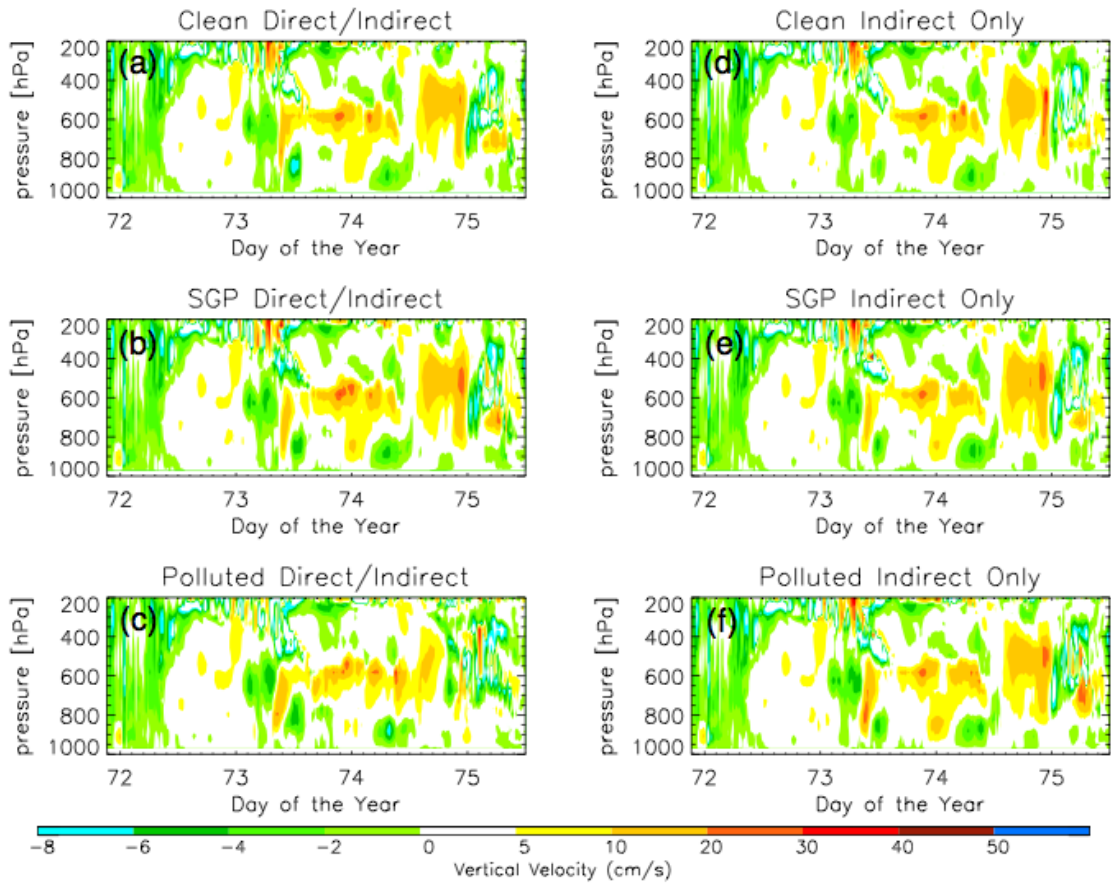 Clean Direct/Indirect
(a)
pressure [hPa]
200
400
600
800
1000
72 73 74 75
Day of the Year
Clean Indirect Only
(d)
pressure [hPa]
200
400
600
800
1000
72 73 74 75
Day of the Year
SGP Direct/Indirect
(b)
pressure [hPa]
200
400
600
800
1000
72 73 74 75
Day of the Year
SGP Indirect Only
(e)
pressure [hPa]
200
400
600
800
1000
72 73 74 75
Day of the Year
Polluted Direct/Indirect
(c)
pressure [hPa]
200
400
600
800
1000
72 73 74 75
Day of the Year
Polluted Indirect Only
(f)
pressure [hPa]
200
400
600
800
1000
72 73 74 75
Day of the Year
-8 -6 -4 -2 0 5 10 20 30 40 50
Vertical Velocity (cm/s)